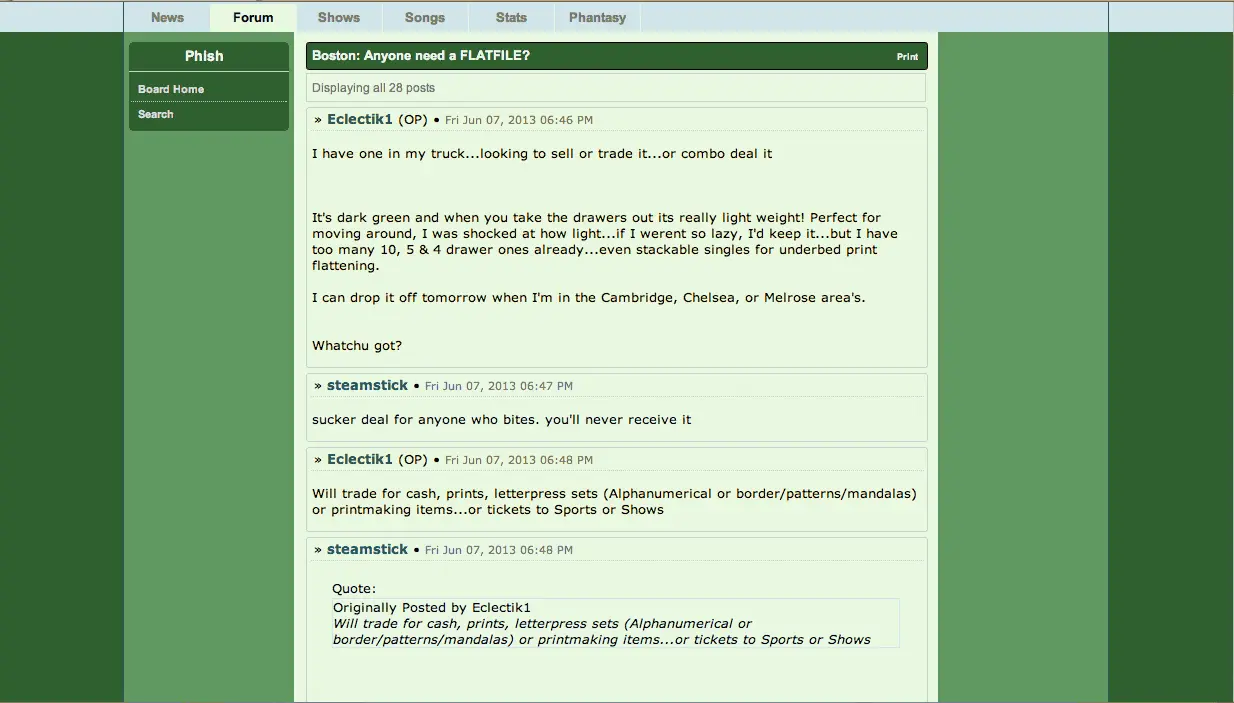 News Forum Shows Songs Stats Phantasy
Phish
Board Home
Search
Boston: Anyone need a FLATFILE? Print
Displaying all 28 posts
» Eclectik1 (OP) • Fri Jun 07, 2013 06:46 PM
I have one in my truck...looking to sell or trade it...or combo deal it
It's dark green and when you take the drawers out its really light weight! Perfect for
moving around, I was shocked at how light...if I werent so lazy, I'd keep it...but I have
too many 10, 5 & 4 drawer ones already...even stackable singles for underbed print
flattening.
I can drop it off tomorrow when I'm in the Cambridge, Chelsea, or Melrose area's.
Whatchu got?
» steamstick • Fri Jun 07, 2013 06:47 PM
sucker deal for anyone who bites. you'll never receive it
» Eclectik1 (OP) • Fri Jun 07, 2013 06:48 PM
Will trade for cash, prints, letterpress sets (Alphanumerical or border/patterns/mandalas)
or printmaking items...or tickets to Sports or Shows
» steamstick • Fri Jun 07, 2013 06:48 PM
Quote:
Originally Posted by Eclectik1
Will trade for cash, prints, letterpress sets (Alphanumerical or
border/patterns/mandalas) or printmaking items...or tickets to Sports or Shows